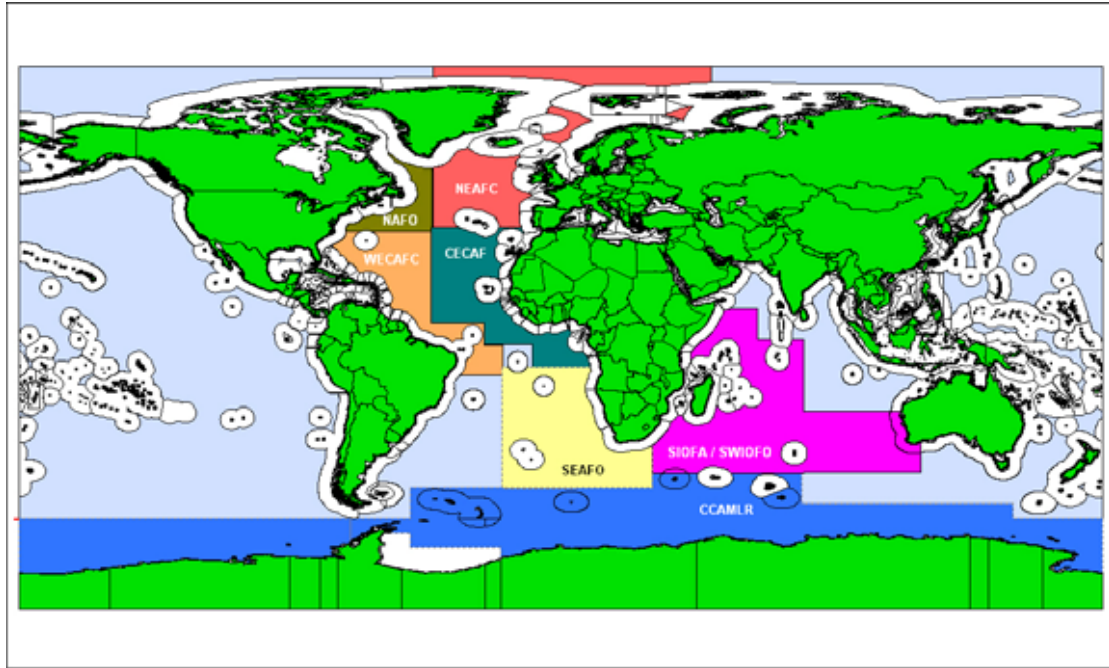 NEAFC
NAFO
WECAFC
CECAF
SIOFA / SWIOFO
SEAFO
CCAMLR